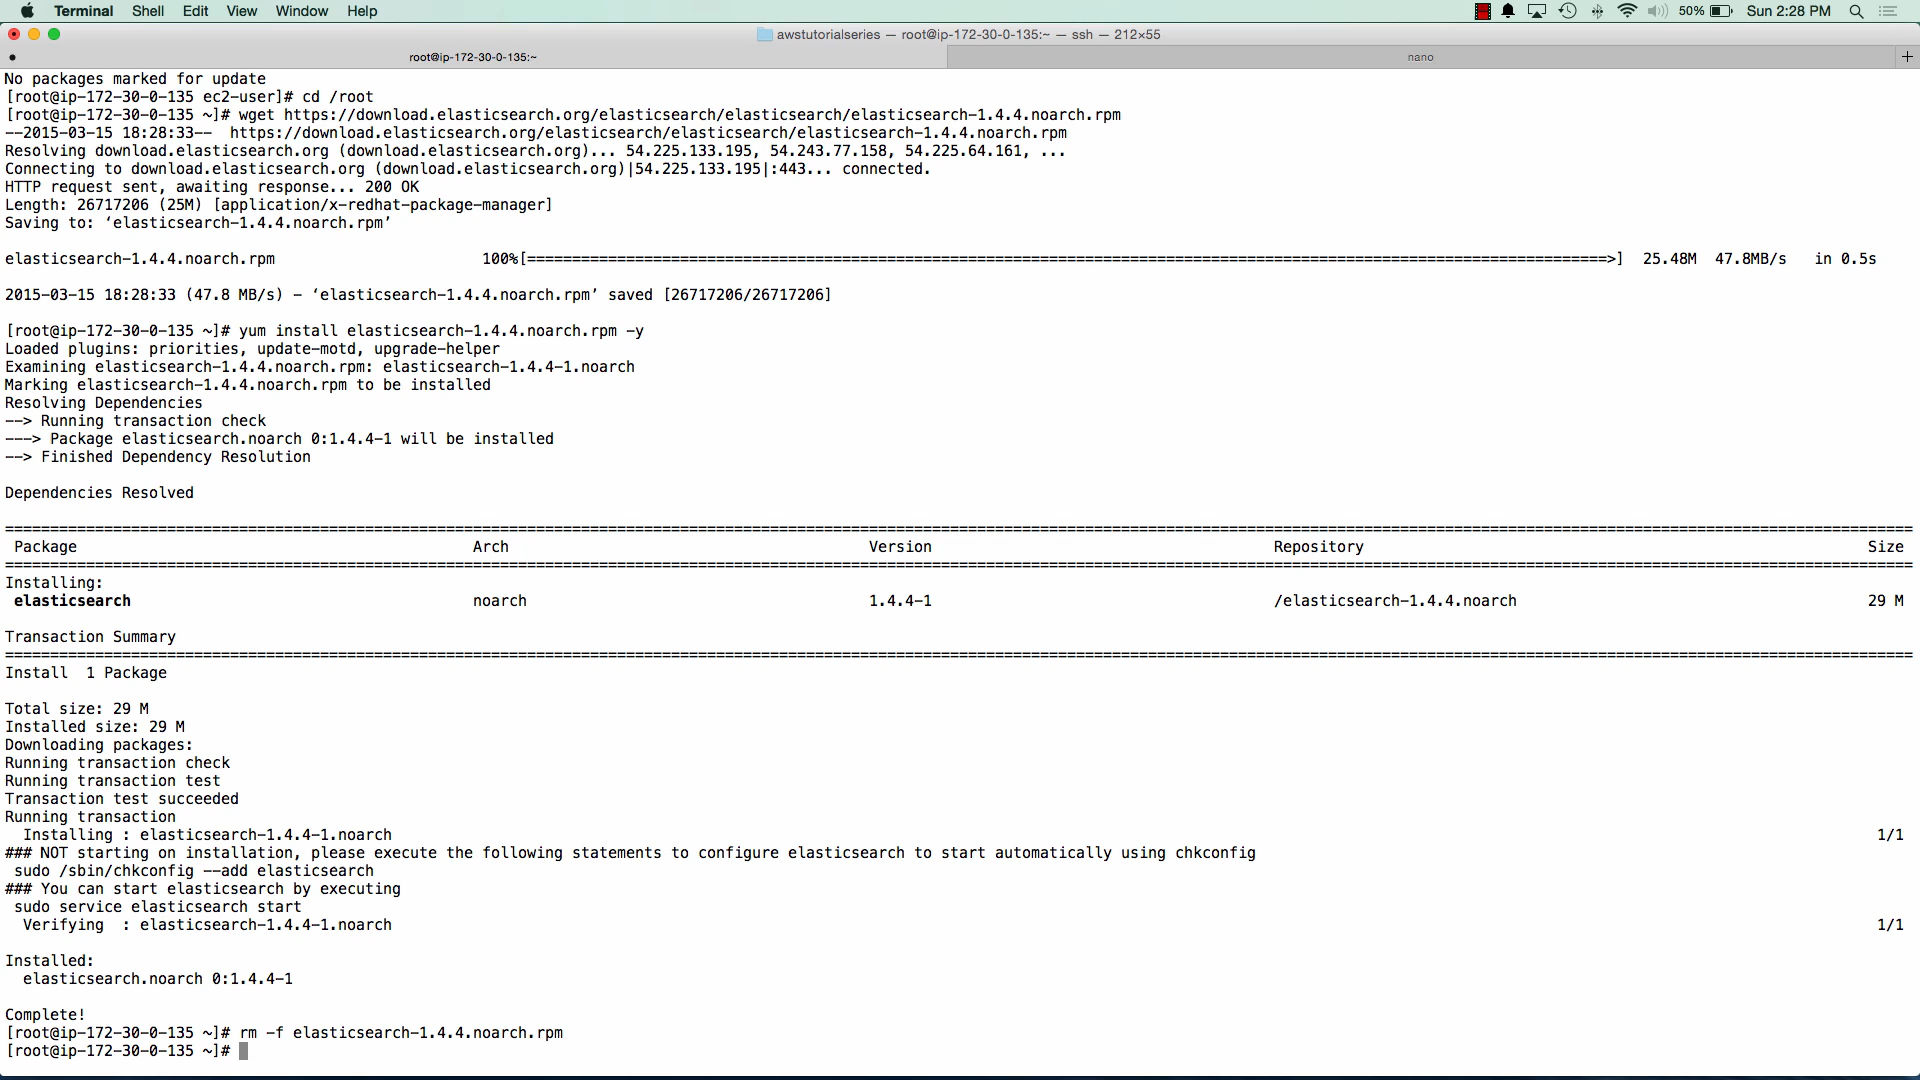 Terminal Shell Edit View Window Help 50% Sun 2:28 PM
awstutorialseries — root@ip-172-30-0-135:~ — ssh — 212×55
root@ip-172-30-0-135:~ nano +
No packages marked for update
[root@ip-172-30-0-135 ec2-user]# cd /root
[root@ip-172-30-0-135 ~]# wget https://download.elasticsearch.org/elasticsearch/elasticsearch/elasticsearch-1.4.4.noarch.rpm
--2015-03-15 18:28:33--  https://download.elasticsearch.org/elasticsearch/elasticsearch/elasticsearch-1.4.4.noarch.rpm
Resolving download.elasticsearch.org (download.elasticsearch.org)... 54.225.133.195, 54.243.77.158, 54.225.64.161, ...
Connecting to download.elasticsearch.org (download.elasticsearch.org)|54.225.133.195|:443... connected.
HTTP request sent, awaiting response... 200 OK
Length: 26717206 (25M) [application/x-redhat-package-manager]
Saving to: ‘elasticsearch-1.4.4.noarch.rpm’
elasticsearch-1.4.4.noarch.rpm 100%[========================================================================================================================>] 25.48M 47.8MB/s in 0.5s
2015-03-15 18:28:33 (47.8 MB/s) - ‘elasticsearch-1.4.4.noarch.rpm’ saved [26717206/26717206]
[root@ip-172-30-0-135 ~]# yum install elasticsearch-1.4.4.noarch.rpm -y
Loaded plugins: priorities, update-motd, upgrade-helper
Examining elasticsearch-1.4.4.noarch.rpm: elasticsearch-1.4.4-1.noarch
Marking elasticsearch-1.4.4.noarch.rpm to be installed
Resolving Dependencies
--> Running transaction check
---> Package elasticsearch.noarch 0:1.4.4-1 will be installed
--> Finished Dependency Resolution
Dependencies Resolved
Package Arch Version Repository Size
Installing:
elasticsearch noarch 1.4.4-1 /elasticsearch-1.4.4.noarch 29 M
Transaction Summary
Install  1 Package
Total size: 29 M
Installed size: 29 M
Downloading packages:
Running transaction check
Running transaction test
Transaction test succeeded
Running transaction
Installing : elasticsearch-1.4.4-1.noarch 1/1
### NOT starting on installation, please execute the following statements to configure elasticsearch to start automatically using chkconfig
sudo /sbin/chkconfig --add elasticsearch
### You can start elasticsearch by executing
sudo service elasticsearch start
Verifying  : elasticsearch-1.4.4-1.noarch 1/1
Installed:
elasticsearch.noarch 0:1.4.4-1
Complete!
[root@ip-172-30-0-135 ~]# rm -f elasticsearch-1.4.4.noarch.rpm
[root@ip-172-30-0-135 ~]#